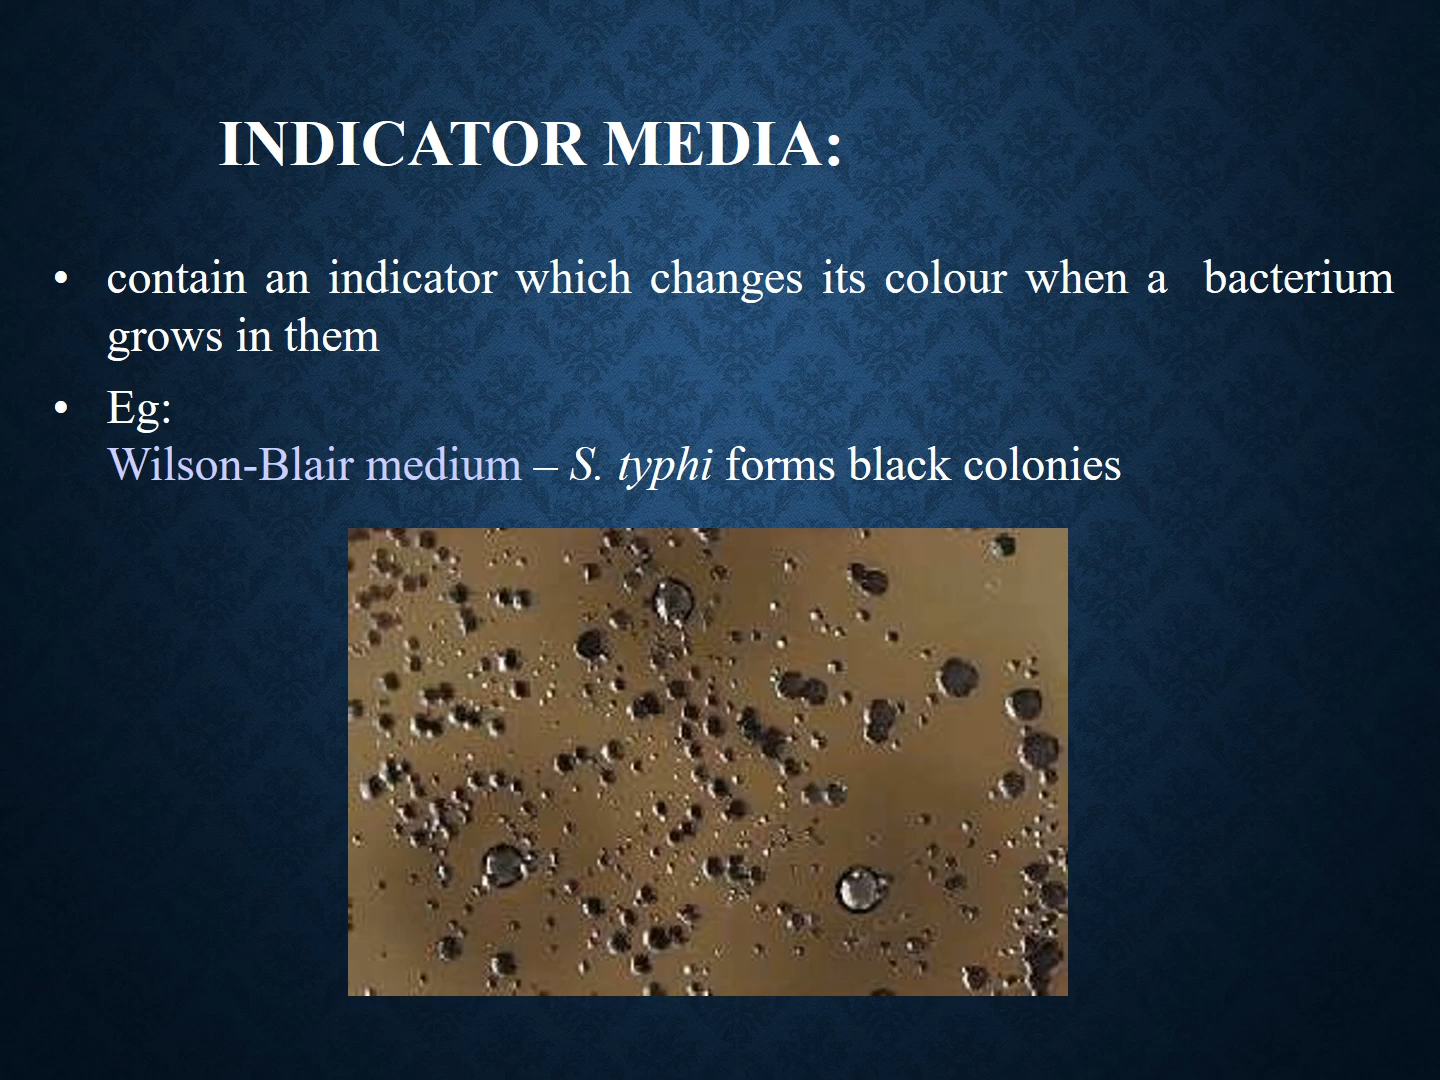 INDICATOR MEDIA:
• contain an indicator which changes its colour when a bacterium
grows in them
• Eg:
Wilson-Blair medium – S. typhi forms black colonies